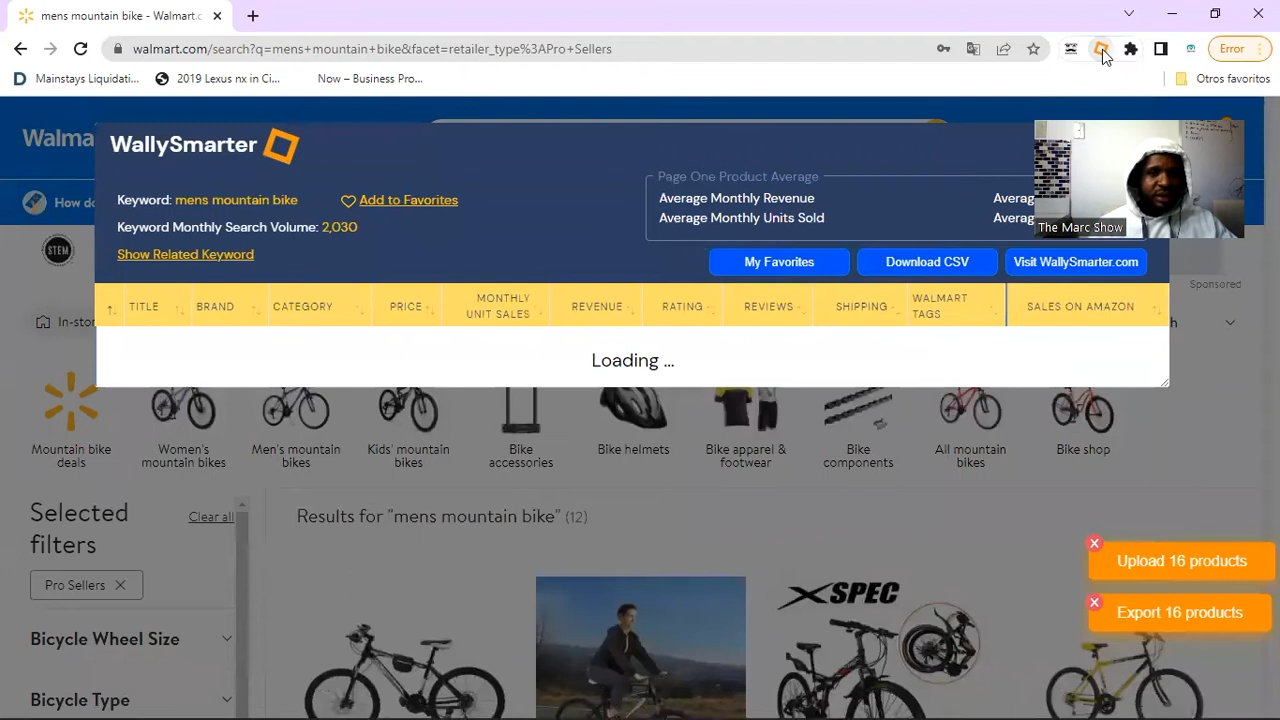 mens mountain bike - Walmart.c
walmart.com/search?q=mens+mountain+bike&facet=retailer_type%3APro+Sellers
Error
Mainstays Liquidati...
2019 Lexus nx in Ci...
Now – Business Pro...
Otros favoritos
Walma
WallySmarter
Page One Product Average
Keyword: mens mountain bike
Add to Favorites
Average Monthly Revenue
Averag
Keyword Monthly Search Volume: 2,030
Average Monthly Units Sold
Averag
The Marc Show
How do
STEM
Show Related Keyword
My Favorites
Download CSV
Visit WallySmarter.com
Sponsored
TITLE
BRAND
CATEGORY
PRICE
MONTHLY
UNIT SALES
REVENUE
RATING
REVIEWS
SHIPPING
WALMART
TAGS
SALES ON AMAZON
In-stor
h
Loading ...
Mountain bike
deals
Women's
mountain bikes
Men's mountain
bikes
Kids' mountain
bikes
Bike
accessories
Bike helmets
Bike apparel &
footwear
Bike
components
All mountain
bikes
Bike shop
Selected
filters
Clear all
Results for "mens mountain bike" (12)
Pro Sellers
Upload 16 products
Export 16 products
XSPEC
Bicycle Wheel Size
Bicycle Type